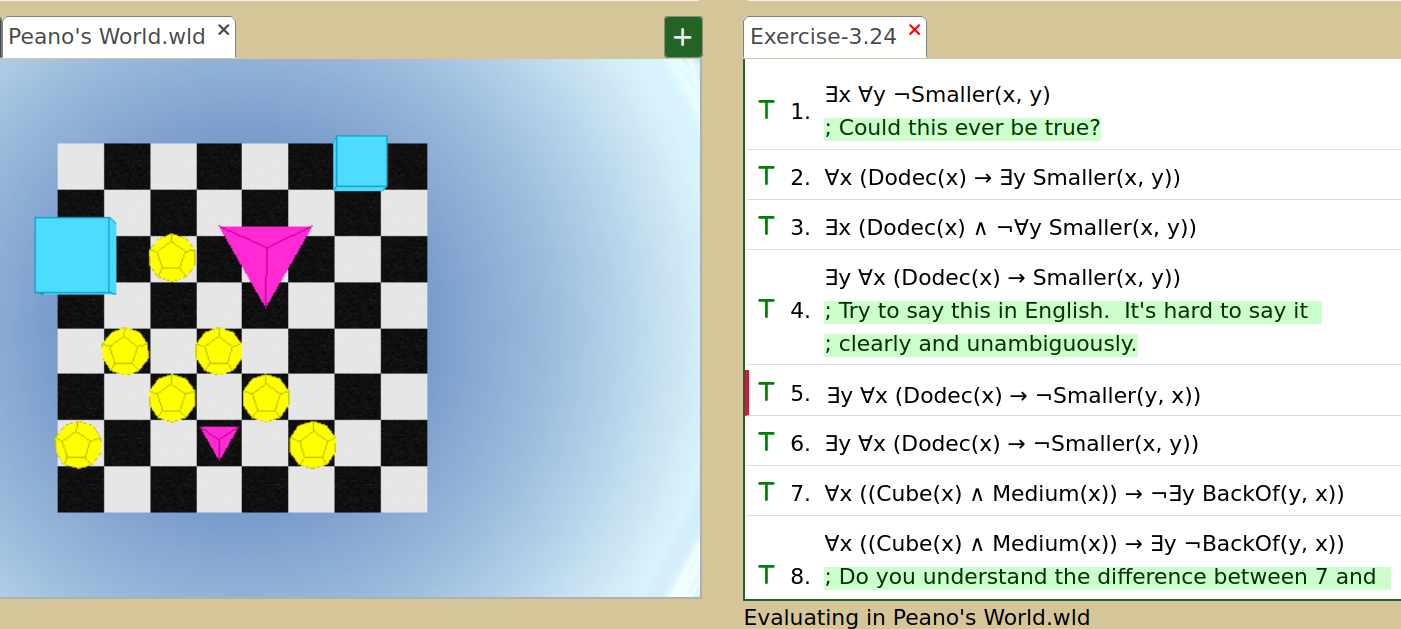 Peano's World.wld ✕
+
Exercise-3.24 ✕
T 1. ∃x ∀y ¬Smaller(x, y)
; Could this ever be true?
T 2. ∀x (Dodec(x) → ∃y Smaller(x, y))
T 3. ∃x (Dodec(x) ∧ ¬∀y Smaller(x, y))
T 4. ∃y ∀x (Dodec(x) → Smaller(x, y))
; Try to say this in English.  It's hard to say it
; clearly and unambiguously.
T 5. ∃y ∀x (Dodec(x) → ¬Smaller(y, x))
T 6. ∃y ∀x (Dodec(x) → ¬Smaller(x, y))
T 7. ∀x ((Cube(x) ∧ Medium(x)) → ¬∃y BackOf(y, x))
T 8. ∀x ((Cube(x) ∧ Medium(x)) → ∃y ¬BackOf(y, x))
; Do you understand the difference between 7 and
Evaluating in Peano's World.wld